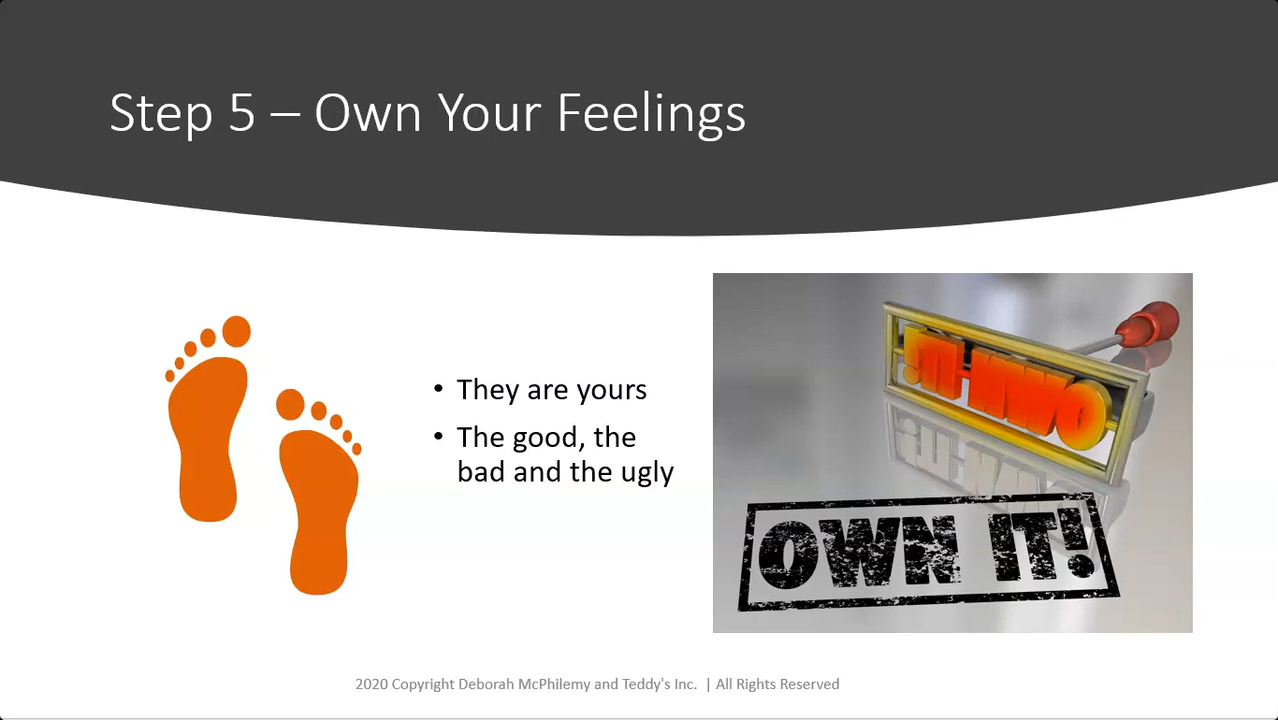 Step 5 – Own Your Feelings
• They are yours
• The good, the
bad and the ugly
OWN IT!
OWN IT!
2020 Copyright Deborah McPhilemy and Teddy's Inc. | All Rights Reserved